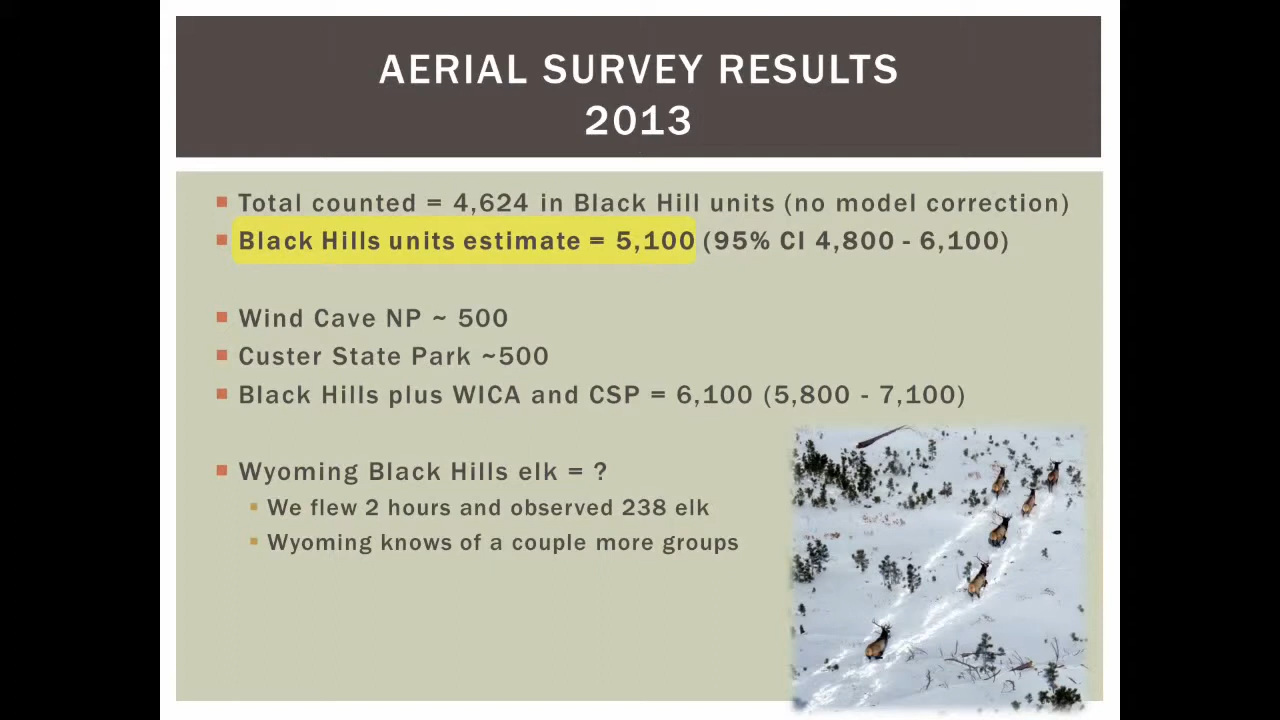 AERIAL SURVEY RESULTS
2013
Total counted = 4,624 in Black Hill units (no model correction)
Black Hills units estimate = 5,100 (95% CI 4,800 - 6,100)
Wind Cave NP ~ 500
Custer State Park ~500
Black Hills plus WICA and CSP = 6,100 (5,800 - 7,100)
Wyoming Black Hills elk = ?
We flew 2 hours and observed 238 elk
Wyoming knows of a couple more groups